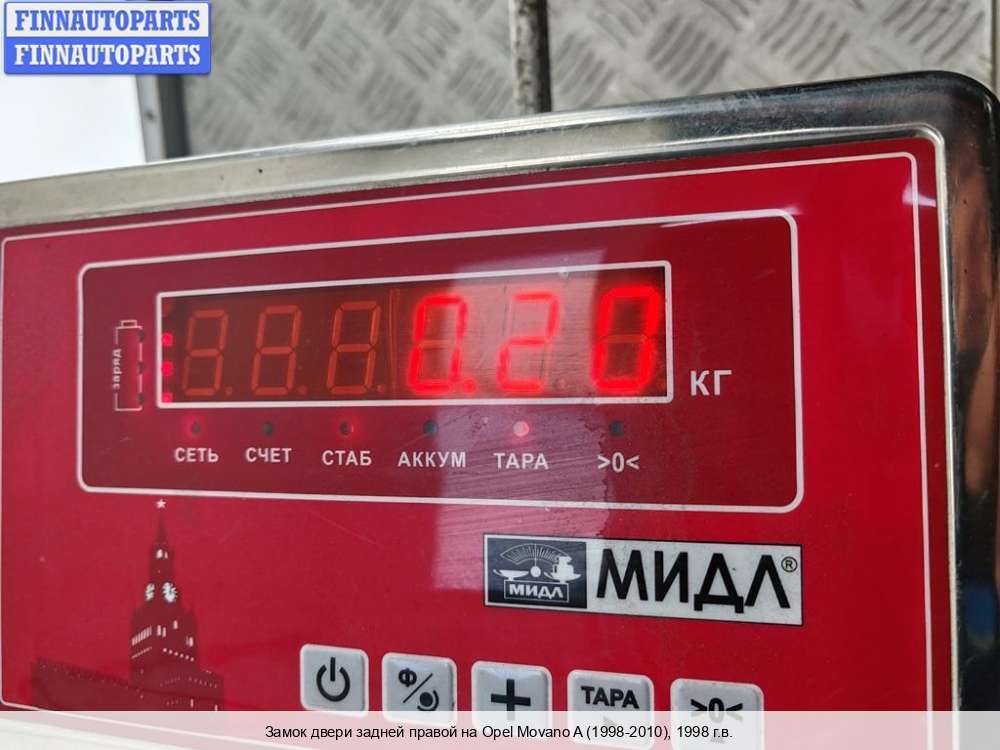 FINNAUTOPARTS
FINNAUTOPARTS
заряд
0.20
КГ
СЕТЬ СЧЕТ СТАБ АККУМ ТАРА >0<
МИДЛ МИДЛ®
Ф/ + ТАРА >0<
Замок двери задней правой на Opel Movano A (1998-2010), 1998 г.в.